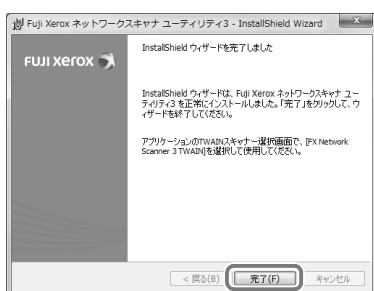 Fuji Xerox ネットワークスキャナ ユーティリティ3 - InstallShield Wizard
FUJI XEROX
InstallShield ウィザードを完了しました
InstallShield ウィザードは、Fuji Xerox ネットワークスキャナ ユー
ティリティ3 を正常にインストールしました。「完了」をクリックして、ウ
ィザードを終了してください。
アプリケーションのTWAINスキャナー選択画面で、[FX Network
Scanner 3 TWAIN]を選択して使用してください。
< 戻る(B)
完了(F)
キャンセル